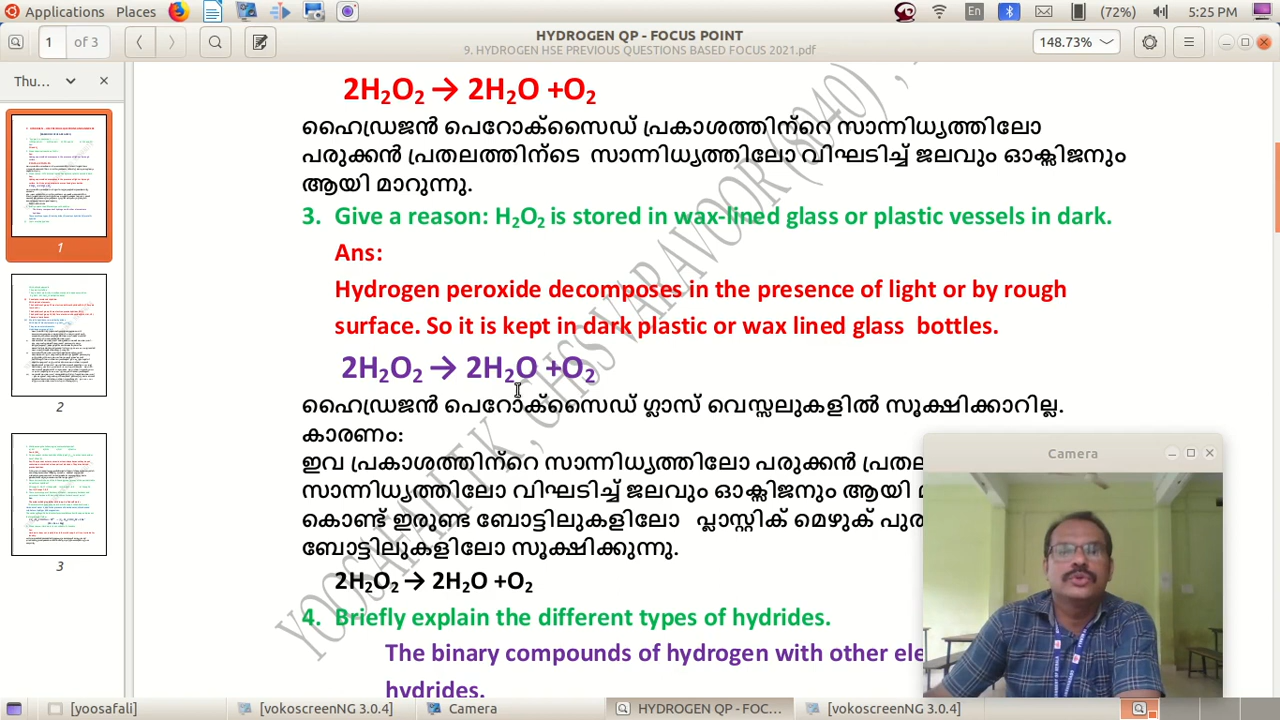 Applications Places En (72%) 5:25 PM
1 of 3 HYDROGEN QP - FOCUS POINT 148.73%
9. HYDROGEN HSE PREVIOUS QUESTIONS BASED FOCUS 2021.pdf
Thu...
2H₂O₂ → 2H₂O +O₂
ഹൈഡ്രജൻ പെറോക്സൈഡ് പ്രകാശത്തിന്റെ സാന്നിധ്യത്തിലോ
പരുക്കൻ പ്രതലത്തിന്ടെ സാന്നിധ്യത്തിലോ വിഘടിച്ച് ജലവും ഓക്സിജനും
ആയി മാറുന്നു.
3. Give a reason: H₂O₂ is stored in wax-lined glass or plastic vessels in dark.
Ans:
Hydrogen peroxide decomposes in the presence of light or by rough
surface. So it is kept in dark plastic or wax lined glass bottles.
2H₂O₂ → 2H₂O +O₂
ഹൈഡ്രജൻ പെറോക്സൈഡ് ഗ്ലാസ് വെസ്സലുകളിൽ സൂക്ഷിക്കാറില്ല.
കാരണം:
ഇവ പ്രകാശത്തിന്റെ സാന്നിധ്യത്തിലോ പരുക്കൻ
സാന്നിധ്യത്തിലോ വിഘടിച്ച് ജലവും ഓക്സിജനും ആയി
കൊണ്ട് ഇരുണ്ട ബോട്ടിലുകളിലോ പ്ലാസ്റ്റിക് മെഴുക്
ബോട്ടിലുകളിലോ സൂക്ഷിക്കുന്നു.
2H₂O₂ → 2H₂O +O₂
4. Briefly explain the different types of hydrides.
The binary compounds of hydrogen with other
hydrides.
1
2
3
Camera
[yoosafali] [vokoscreenNG 3.0.4] Camera HYDROGEN QP - FOC... [vokoscreenNG 3.0.4]